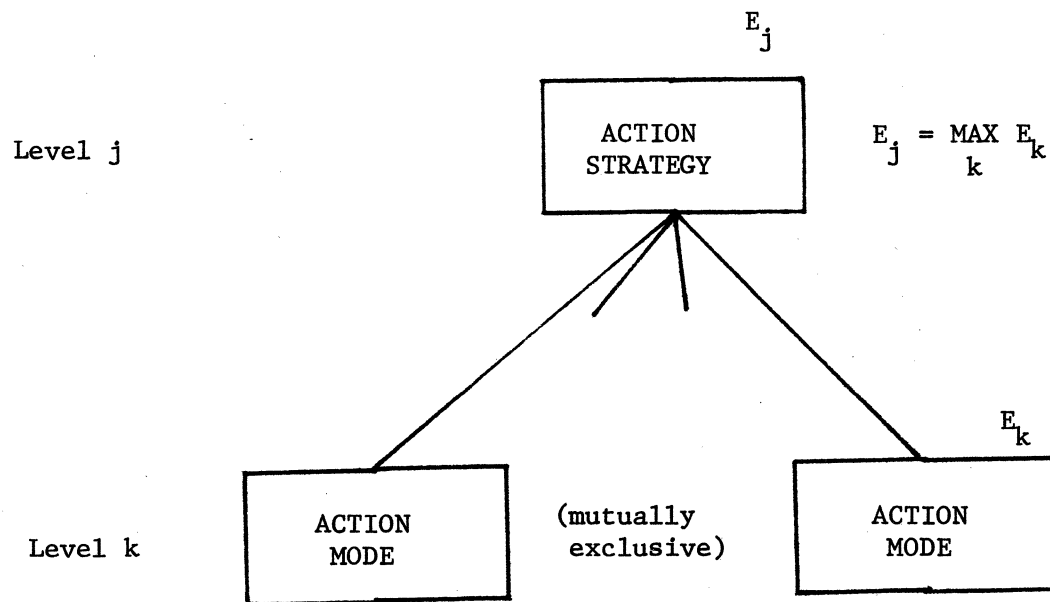 E_j
Level j
ACTION
STRATEGY
E_j = MAX E_k
k
E_k
Level k
ACTION
MODE
(mutually
exclusive)
ACTION
MODE